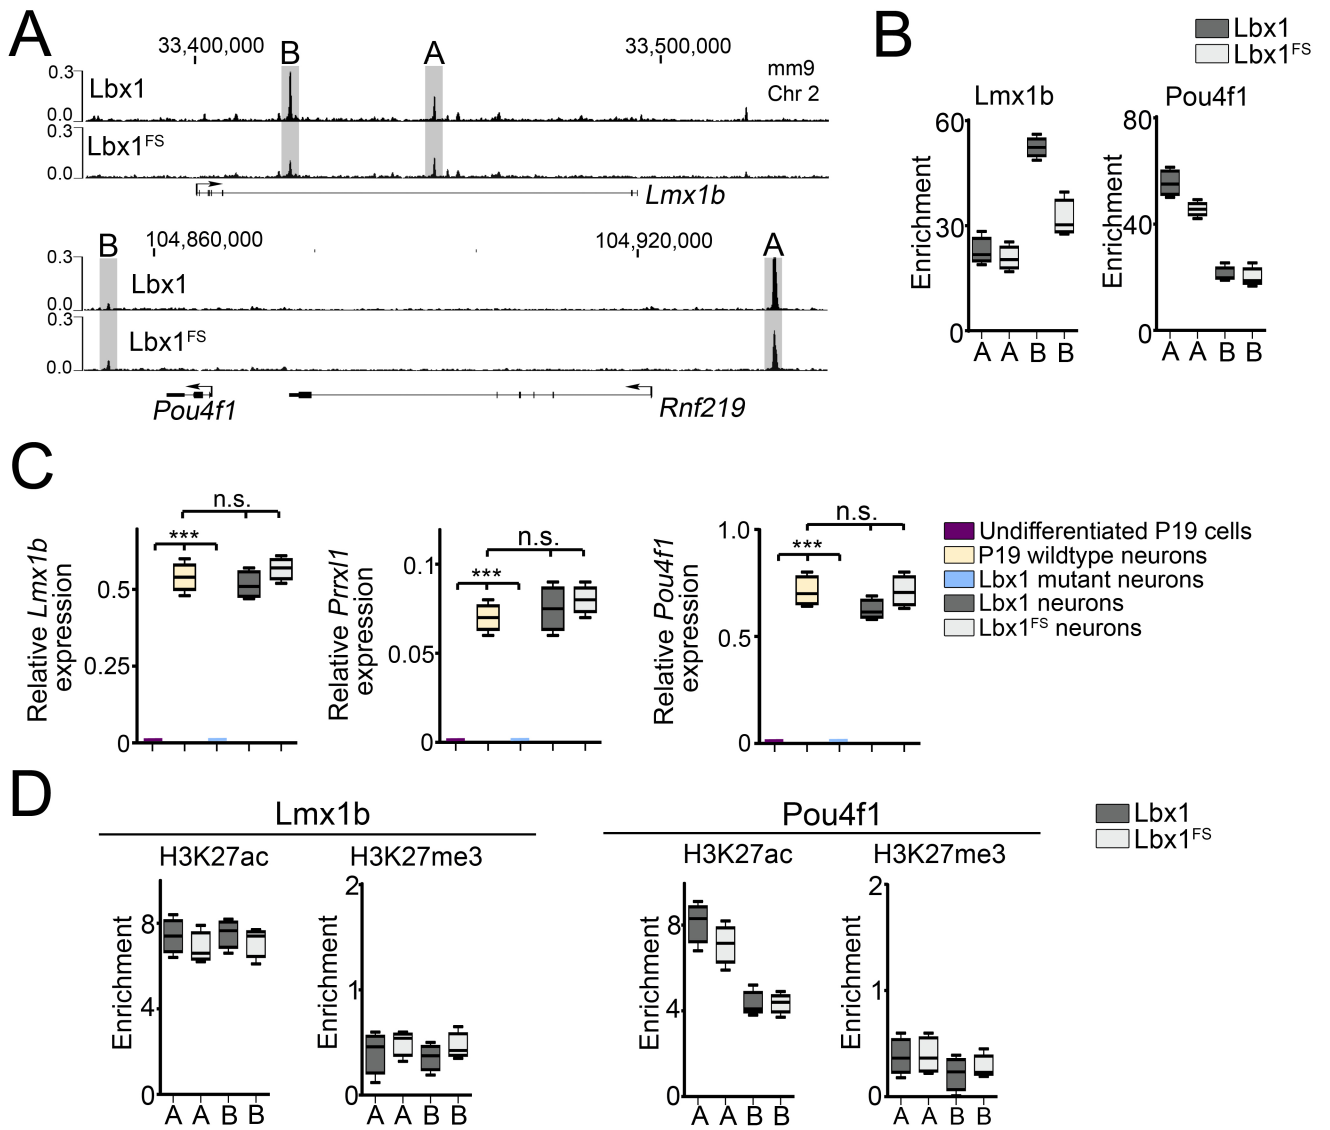 A
33,400,000
33,500,000
B
A
mm9
Chr 2
0.3
Lbx1
0.0
0.3
Lbx1FS
0.0
Lmx1b
B
104,860,000
104,920,000
A
0.3
Lbx1
0.0
0.3
Lbx1FS
0.0
Pou4f1
Rnf219
B
Lbx1
Lbx1FS
Lmx1b
Enrichment
60
30
0
A A B B
Pou4f1
Enrichment
80
40
0
A A B B
C
Relative Lmx1b
expression
0.5
0.25
0
***
n.s.
Relative Prrxl1
expression
0.1
0.05
0
***
n.s.
Relative Pou4f1
expression
1.0
0.5
0
***
n.s.
Undifferentiated P19 cells
P19 wildtype neurons
Lbx1 mutant neurons
Lbx1 neurons
Lbx1FS neurons
D
Lmx1b
H3K27ac
Enrichment
8
4
0
A A B B
H3K27me3
Enrichment
2
1
0
A A B B
Pou4f1
H3K27ac
Enrichment
8
4
0
A A B B
H3K27me3
Enrichment
2
1
0
A A B B
Lbx1
Lbx1FS